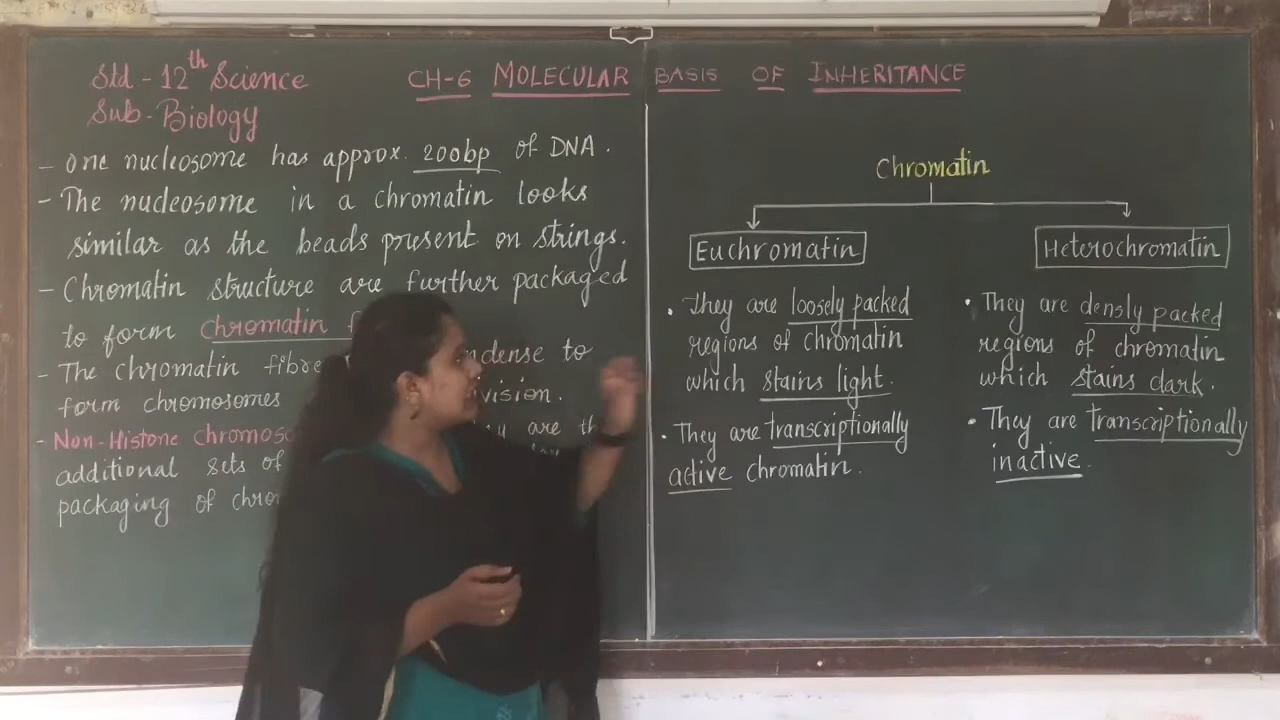 Std - 12th Science
Sub - Biology
CH-6 MOLECULAR BASIS OF INHERITANCE
- One nucleosome has approx. 200bp of DNA.
- The nucleosome in a chromatin looks
similar as the beads present on strings.
- Chromatin structure are further packaged
to form chromatin
- The chromatin fibre to
form chromosomes
- Non-Histone
additional sets of
packaging of
Chromatin
Euchromatin
• They are loosely packed
regions of chromatin
which stains light.
• They are transcriptionally
active chromatin.
Heterochromatin
• They are densly packed
regions of chromatin
which stains dark.
• They are transcriptionally
inactive.